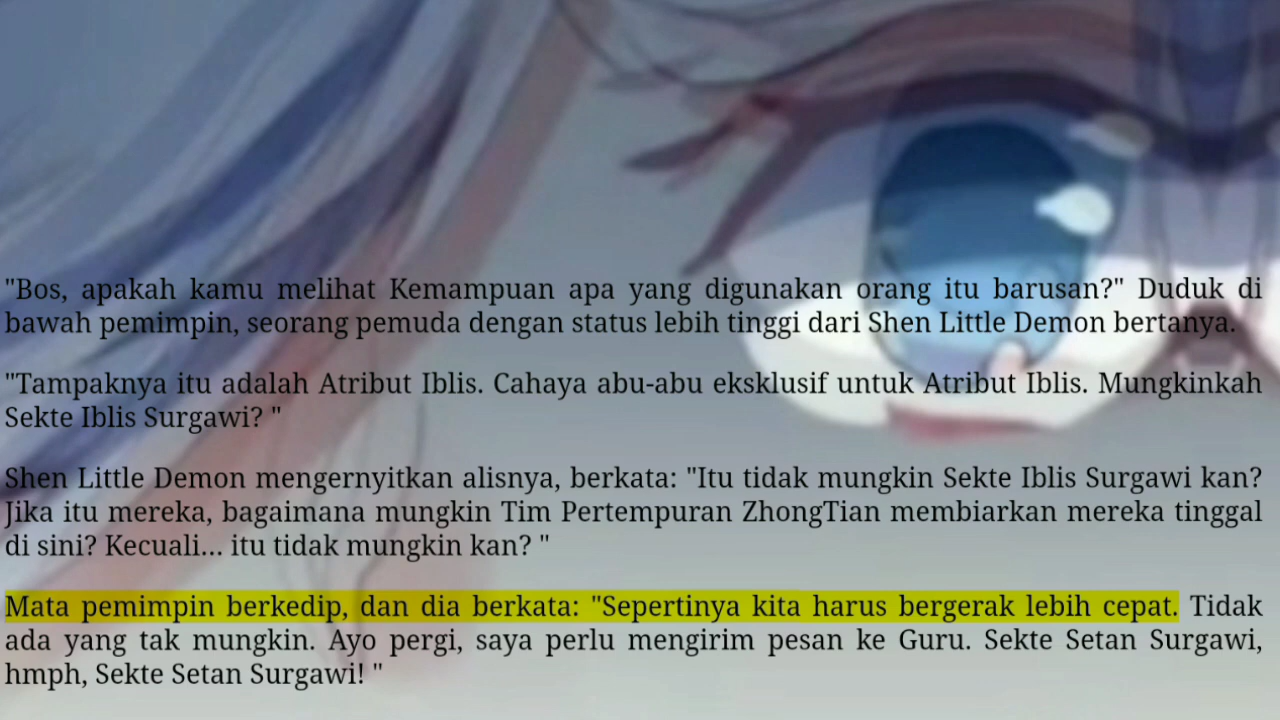 "Bos, apakah kamu melihat Kemampuan apa yang digunakan orang itu barusan?" Duduk di
bawah pemimpin, seorang pemuda dengan status lebih tinggi dari Shen Little Demon bertanya.
"Tampaknya itu adalah Atribut Iblis. Cahaya abu-abu eksklusif untuk Atribut Iblis. Mungkinkah
Sekte Iblis Surgawi? "
Shen Little Demon mengernyitkan alisnya, berkata: "Itu tidak mungkin Sekte Iblis Surgawi kan?
Jika itu mereka, bagaimana mungkin Tim Pertempuran ZhongTian membiarkan mereka tinggal
di sini? Kecuali... itu tidak mungkin kan? "
Mata pemimpin berkedip, dan dia berkata: "Sepertinya kita harus bergerak lebih cepat. Tidak
ada yang tak mungkin. Ayo pergi, saya perlu mengirim pesan ke Guru. Sekte Setan Surgawi,
hmph, Sekte Setan Surgawi! "